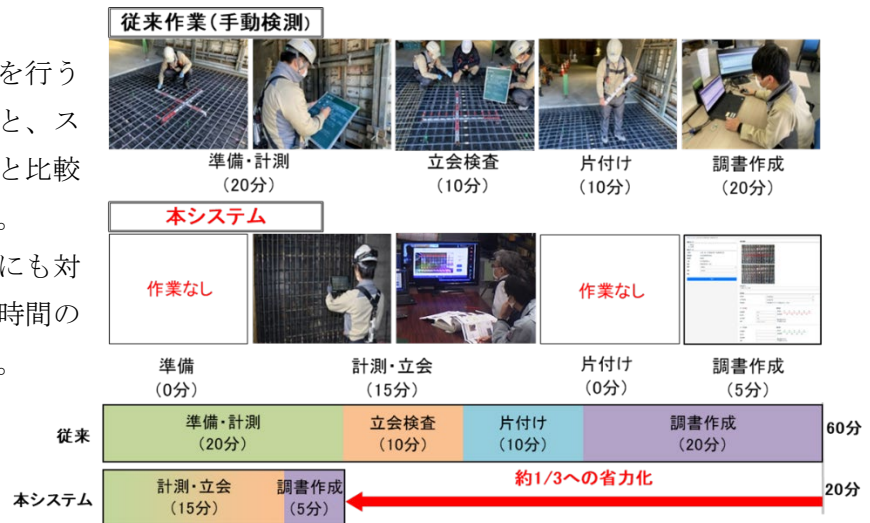 従来作業(手動検測)
を行う
と、ス
と比較
。
にも対
時間の
。
準備・計測
(20分)
立会検査
(10分)
片付け
(10分)
調書作成
(20分)
本システム
作業なし
作業なし
準備
(0分)
計測・立会
(15分)
片付け
(0分)
調書作成
(5分)
従来
準備・計測
(20分)
立会検査
(10分)
片付け
(10分)
調書作成
(20分)
60分
本システム
計測・立会
(15分)
調書作成
(5分)
約1/3への省力化
20分